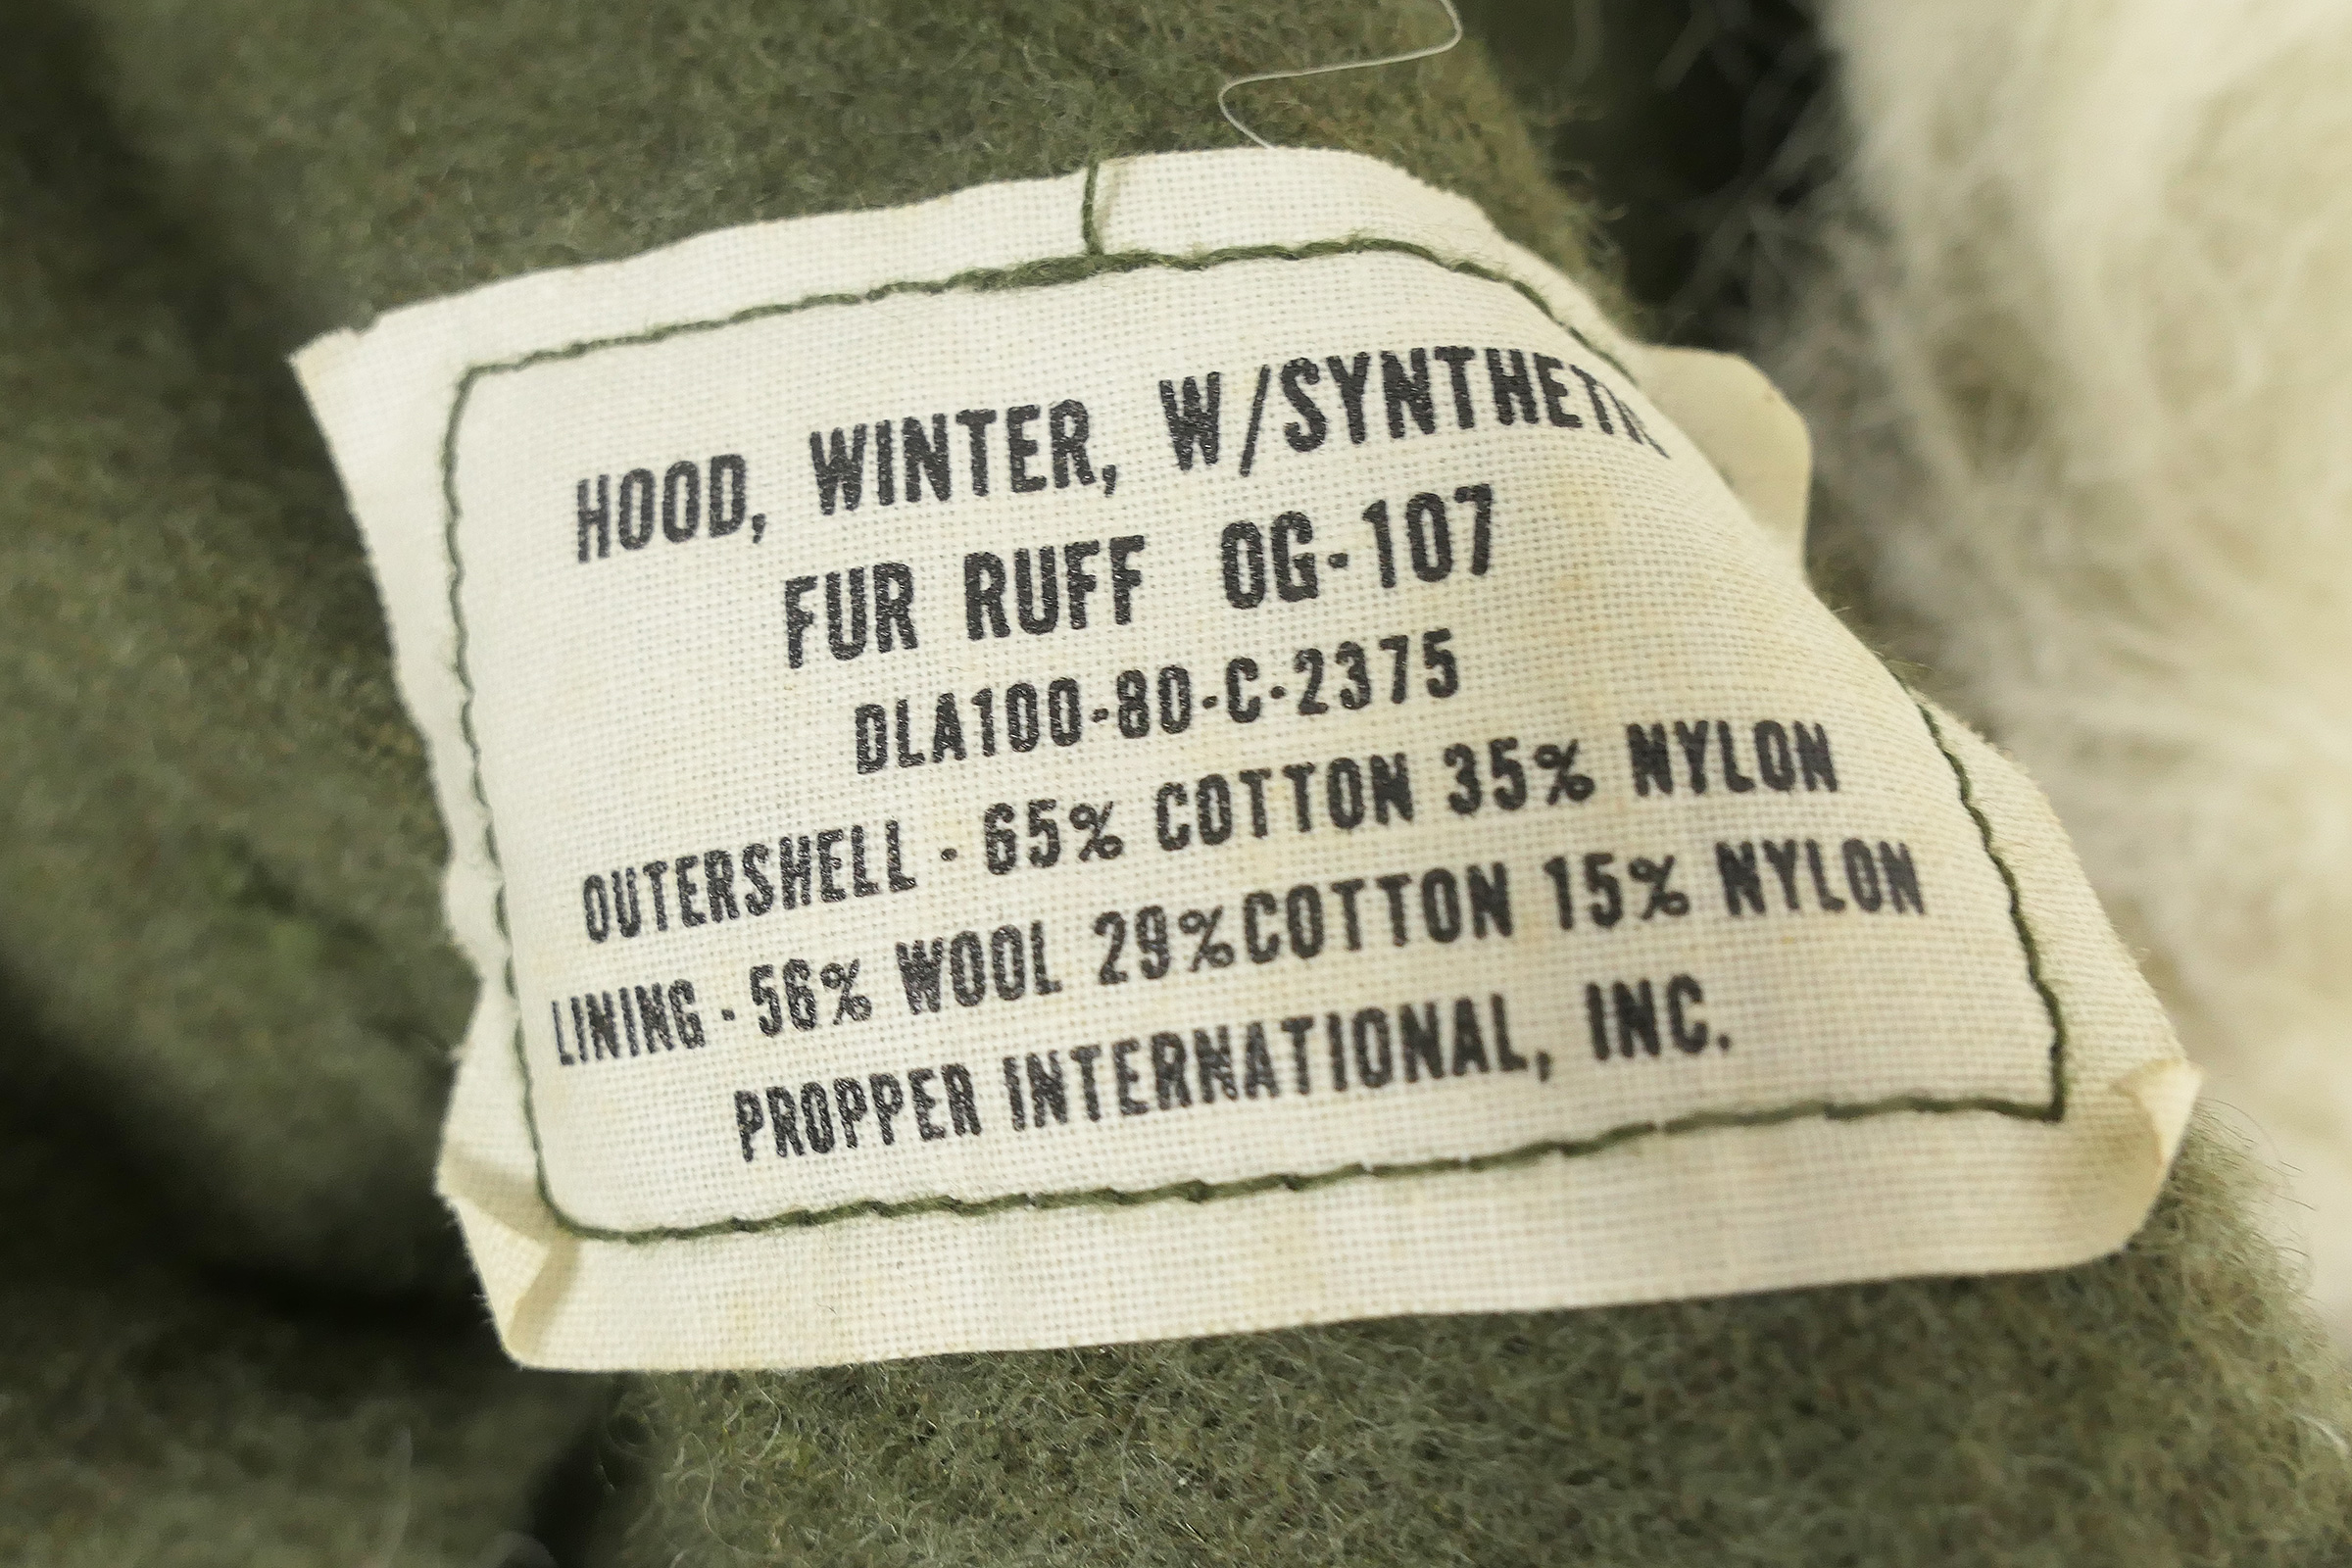 HOOD, WINTER, W/SYNTHETIC
FUR RUFF OG-107
DLA100-80-C-2375
OUTERSHELL - 65% COTTON 35% NYLON
LINING - 56% WOOL 29% COTTON 15% NYLON
PROPPER INTERNATIONAL, INC.